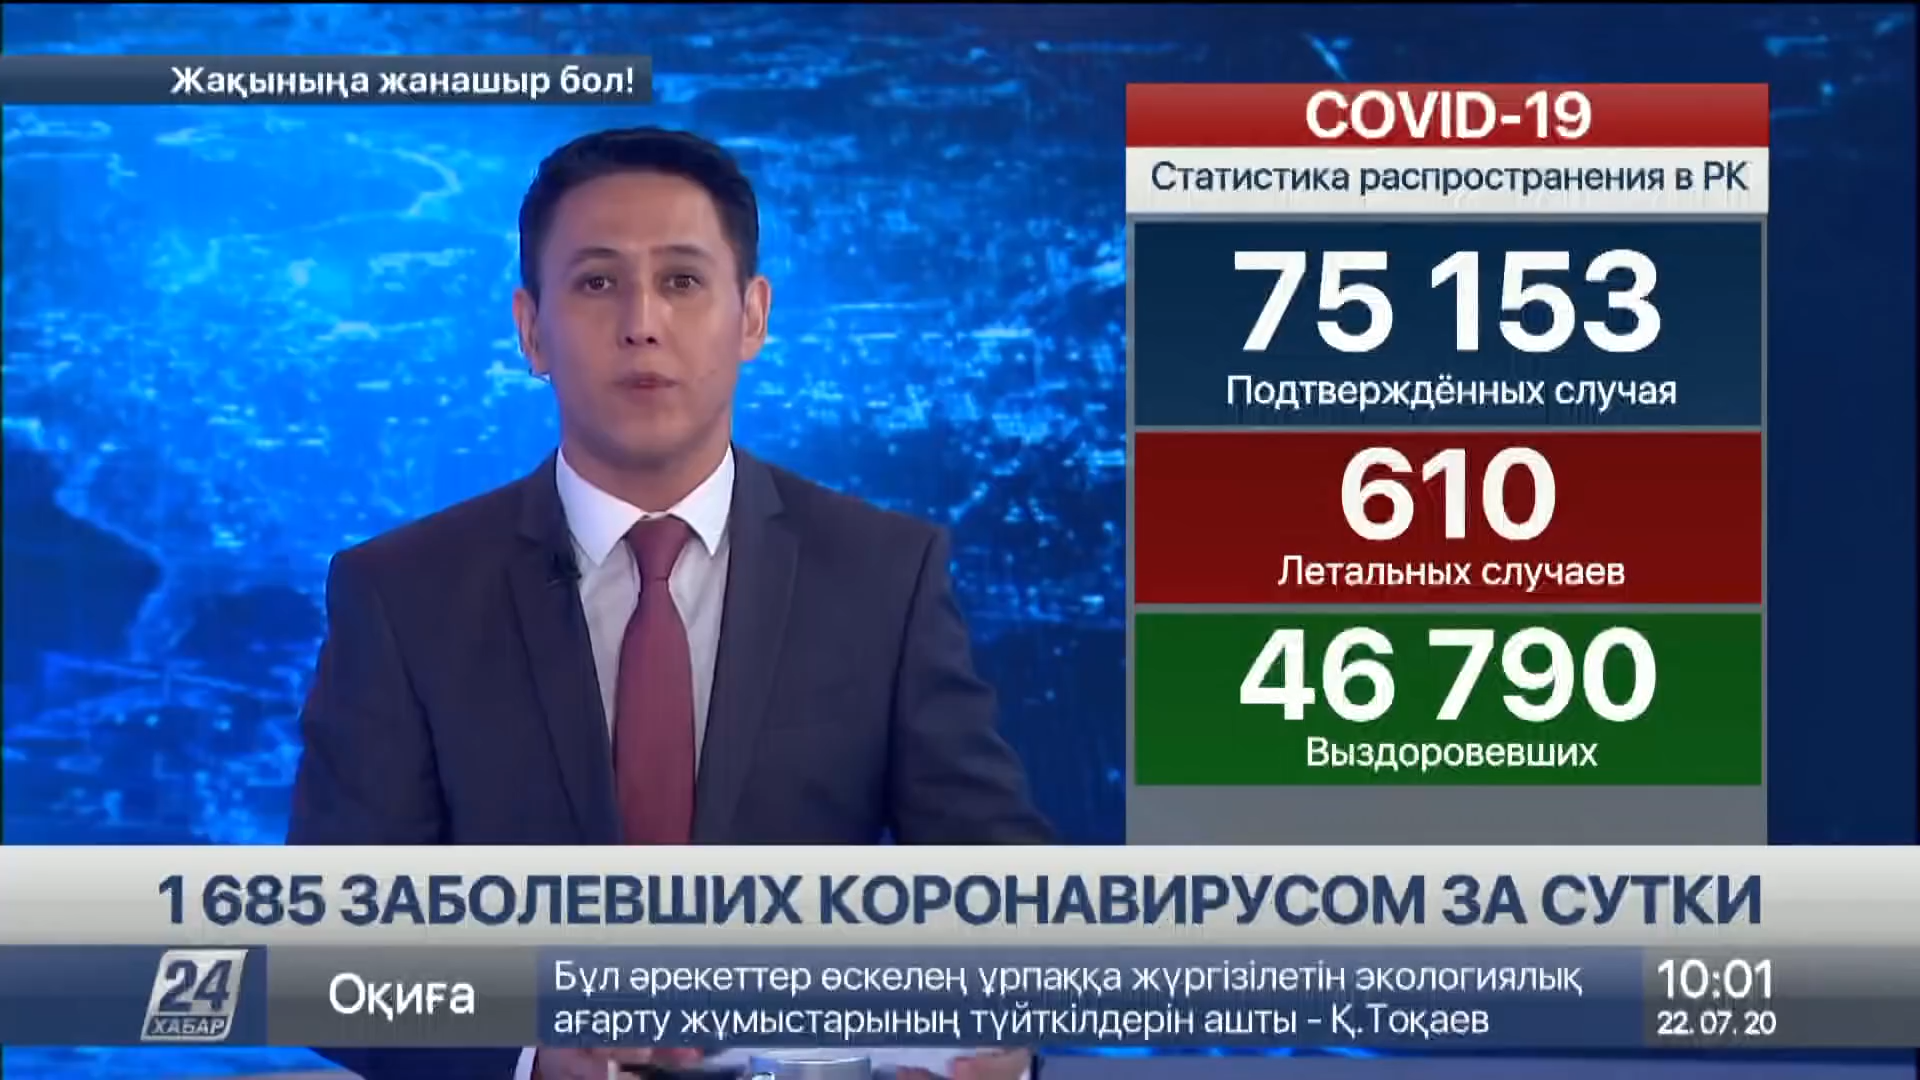 Жақыныңа жанашыр бол!
COVID-19
Статистика распространения в РК
75 153
Подтверждённых случая
610
Летальных случаев
46 790
Выздоровевших
1 685 ЗАБОЛЕВШИХ КОРОНАВИРУСОМ ЗА СУТКИ
24
ХАБАР
Оқиға
Бұл әрекеттер өскелең ұрпаққа жүргізілетін экологиялық
ағарту жұмыстарының түйткілдерін ашты – Қ.Тоқаев
10:01
22. 07. 20